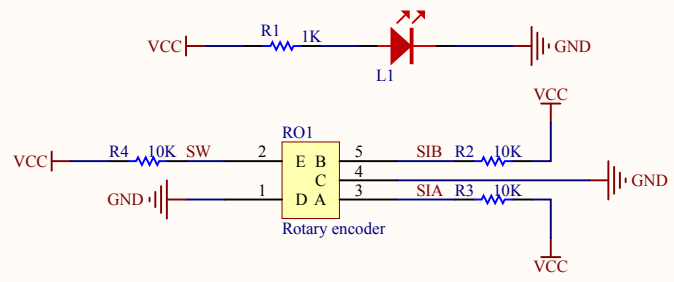 R1
VCC 1K GND
L1
VCC
RO1
R4 10K SW 2 E B 5 SIB R2 10K
VCC
C 4 GND
GND 1 D A 3 SIA R3 10K
Rotary encoder
VCC